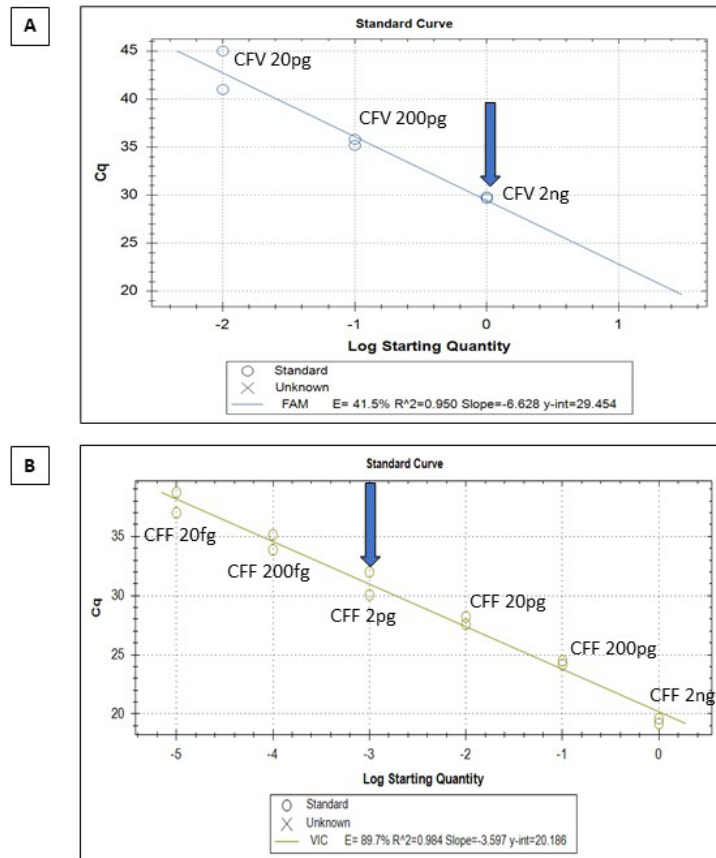 A
Standard Curve
45
40
35
30
25
20
Cq
CFV 20pg
CFV 200pg
CFV 2ng
-2
-1
0
1
Log Starting Quantity
Standard
Unknown
FAM E= 41.5% R^2=0.950 Slope=-6.628 y-int=29.454
B
Standard Curve
35
30
25
20
Cq
CFF 20fg
CFF 200fg
CFF 2pg
CFF 20pg
CFF 200pg
CFF 2ng
-5
-4
-3
-2
-1
0
Log Starting Quantity
Standard
Unknown
VIC E= 89.7% R^2=0.984 Slope=-3.597 y-int=20.186